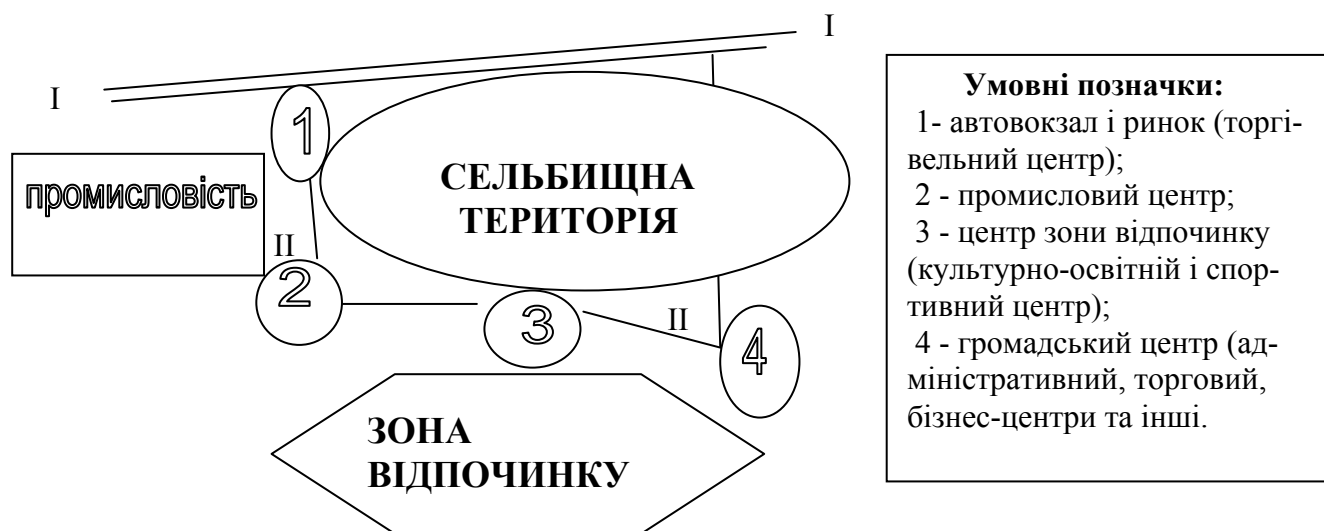 I
I
1
промисловість
СЕЛЬБИЩНА
ТЕРИТОРІЯ
II
2
3
II
4
ЗОНА
ВІДПОЧИНКУ
Умовні позначки:
1- автовокзал і ринок (торгі-
вельний центр);
2 - промисловий центр;
3 - центр зони відпочинку
(культурно-освітній і спор-
тивний центр);
4 - громадський центр (ад-
міністративний, торговий,
бізнес-центри та інші.